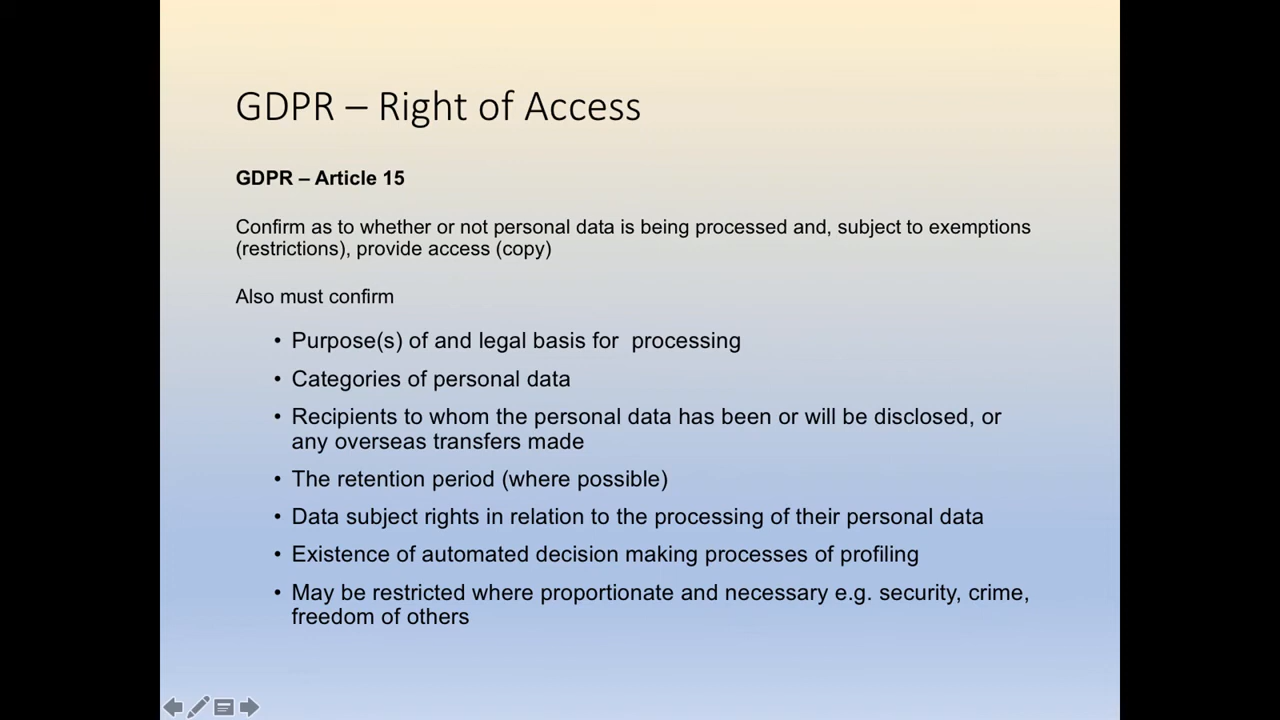 GDPR – Right of Access
GDPR – Article 15
Confirm as to whether or not personal data is being processed and, subject to exemptions
(restrictions), provide access (copy)
Also must confirm
• Purpose(s) of and legal basis for  processing
• Categories of personal data
• Recipients to whom the personal data has been or will be disclosed, or
any overseas transfers made
• The retention period (where possible)
• Data subject rights in relation to the processing of their personal data
• Existence of automated decision making processes of profiling
• May be restricted where proportionate and necessary e.g. security, crime,
freedom of others